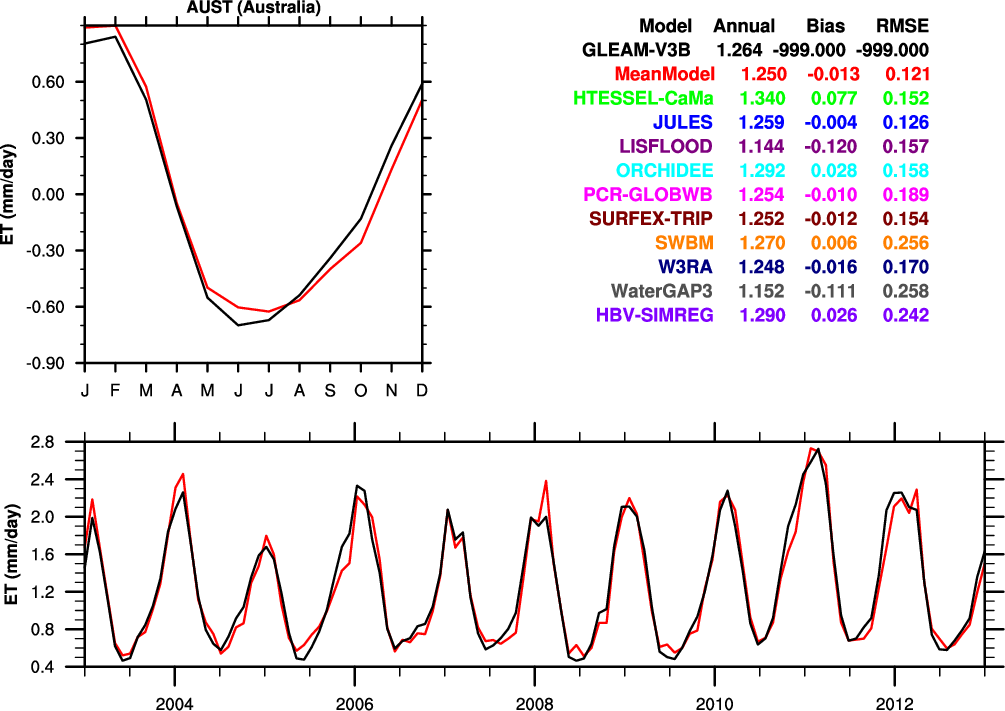 AUST (Australia)
ET (mm/day)
0.60
0.30
0.00
-0.30
-0.60
-0.90
J F M A M J J A S O N D
Model Annual Bias RMSE
GLEAM-V3B 1.264 -999.000 -999.000
MeanModel 1.250 -0.013 0.121
HTESSEL-CaMa 1.340 0.077 0.152
JULES 1.259 -0.004 0.126
LISFLOOD 1.144 -0.120 0.157
ORCHIDEE 1.292 0.028 0.158
PCR-GLOBWB 1.254 -0.010 0.189
SURFEX-TRIP 1.252 -0.012 0.154
SWBM 1.270 0.006 0.256
W3RA 1.248 -0.016 0.170
WaterGAP3 1.152 -0.111 0.258
HBV-SIMREG 1.290 0.026 0.242
ET (mm/day)
2.8
2.4
2.0
1.6
1.2
0.8
0.4
2004 2006 2008 2010 2012